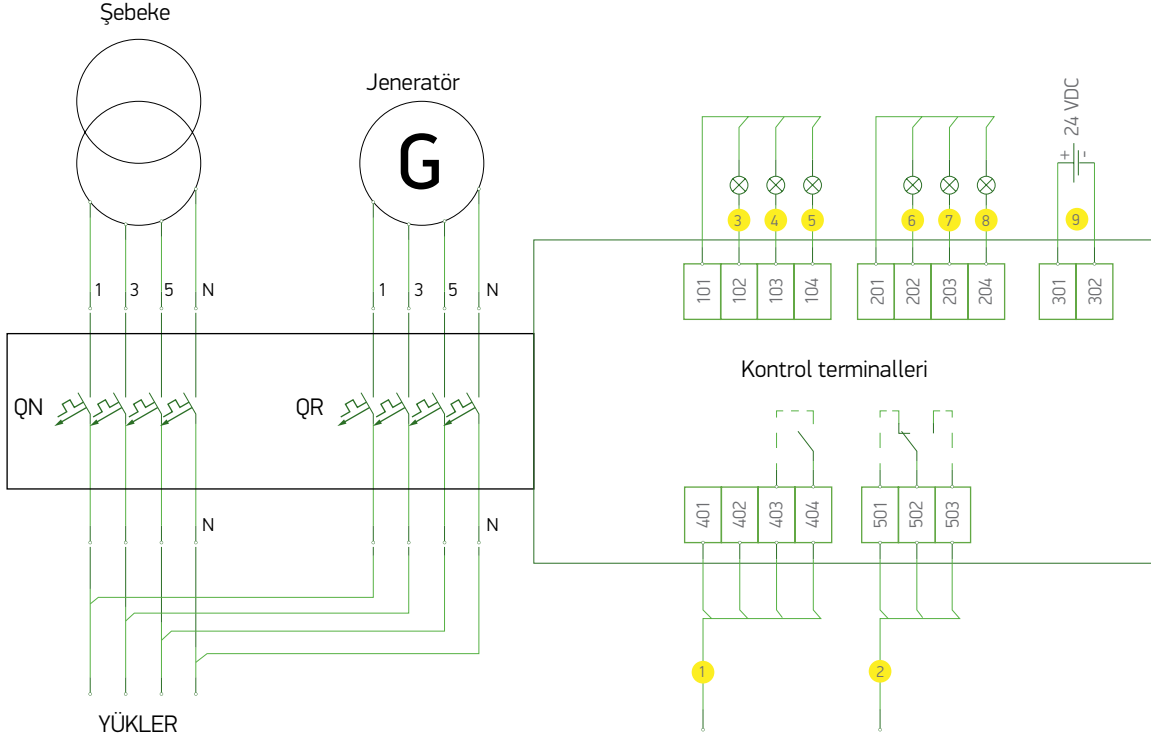 Şebeke
Jeneratör
G
24 VDC
+ -
3 4 5 6 7 8 9
1 3 5 N 1 3 5 N
101 102 103 104 201 202 203 204 301 302
Kontrol terminalleri
QN QR
401 402 403 404 501 502 503
N N
1 2
YÜKLER